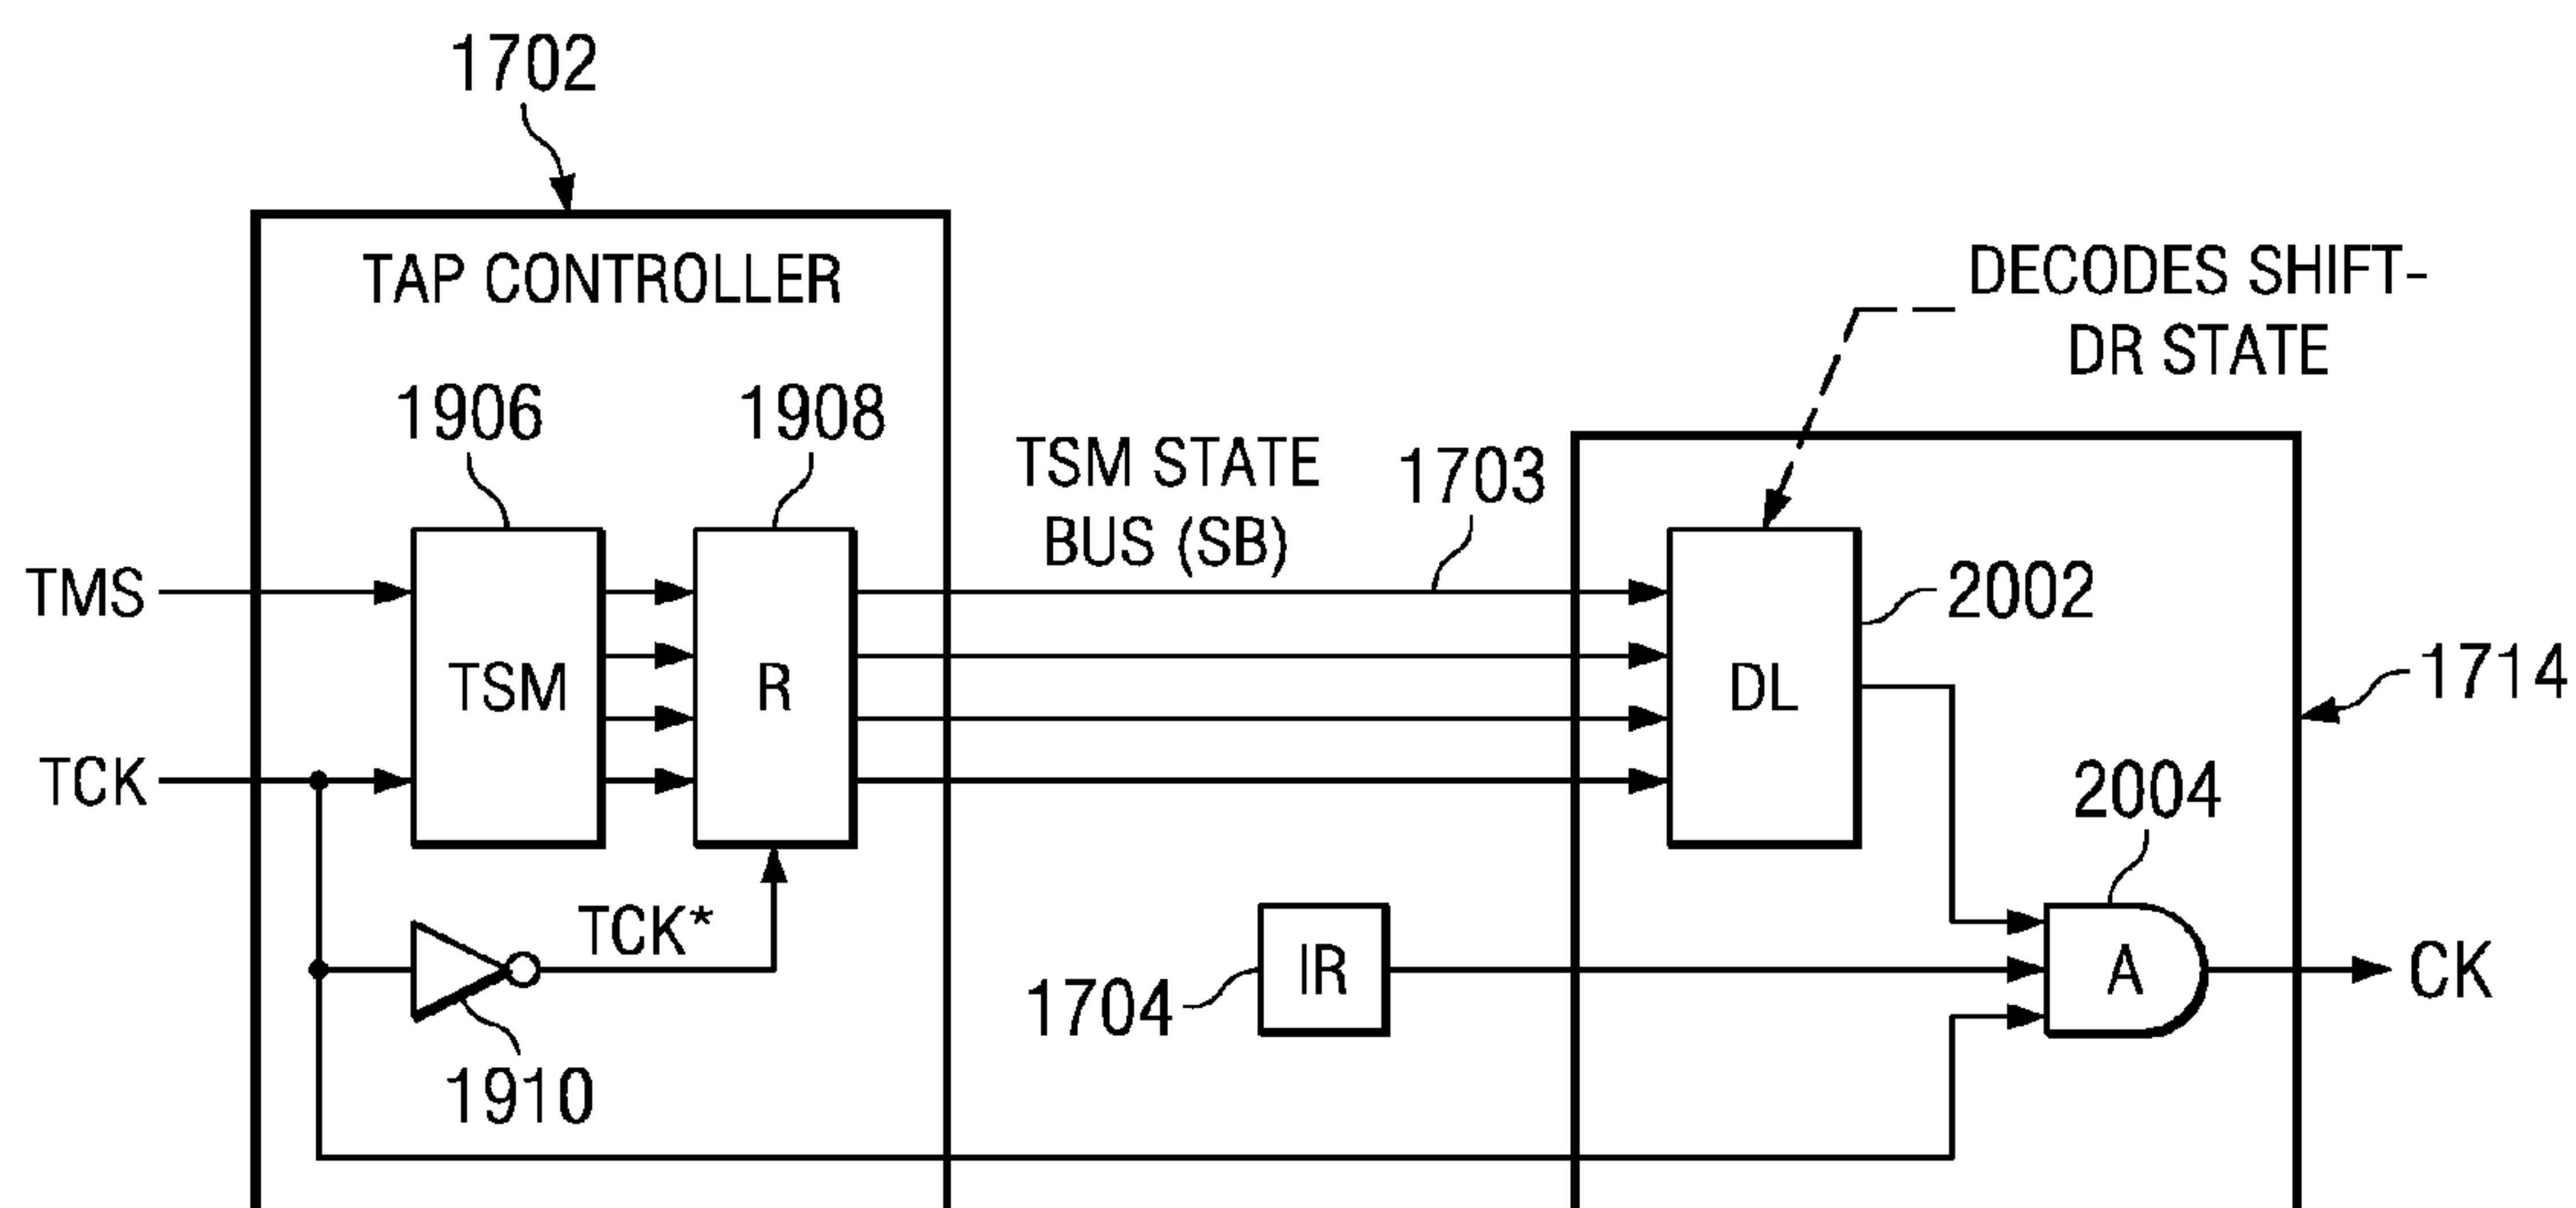 1702
TAP CONTROLLER
DECODES SHIFT-
DR STATE
1906
1908
TSM STATE
BUS (SB)
1703
TMS
TSM
R
DL
2002
1714
TCK
2004
TCK*
IR
A
CK
1704
1910